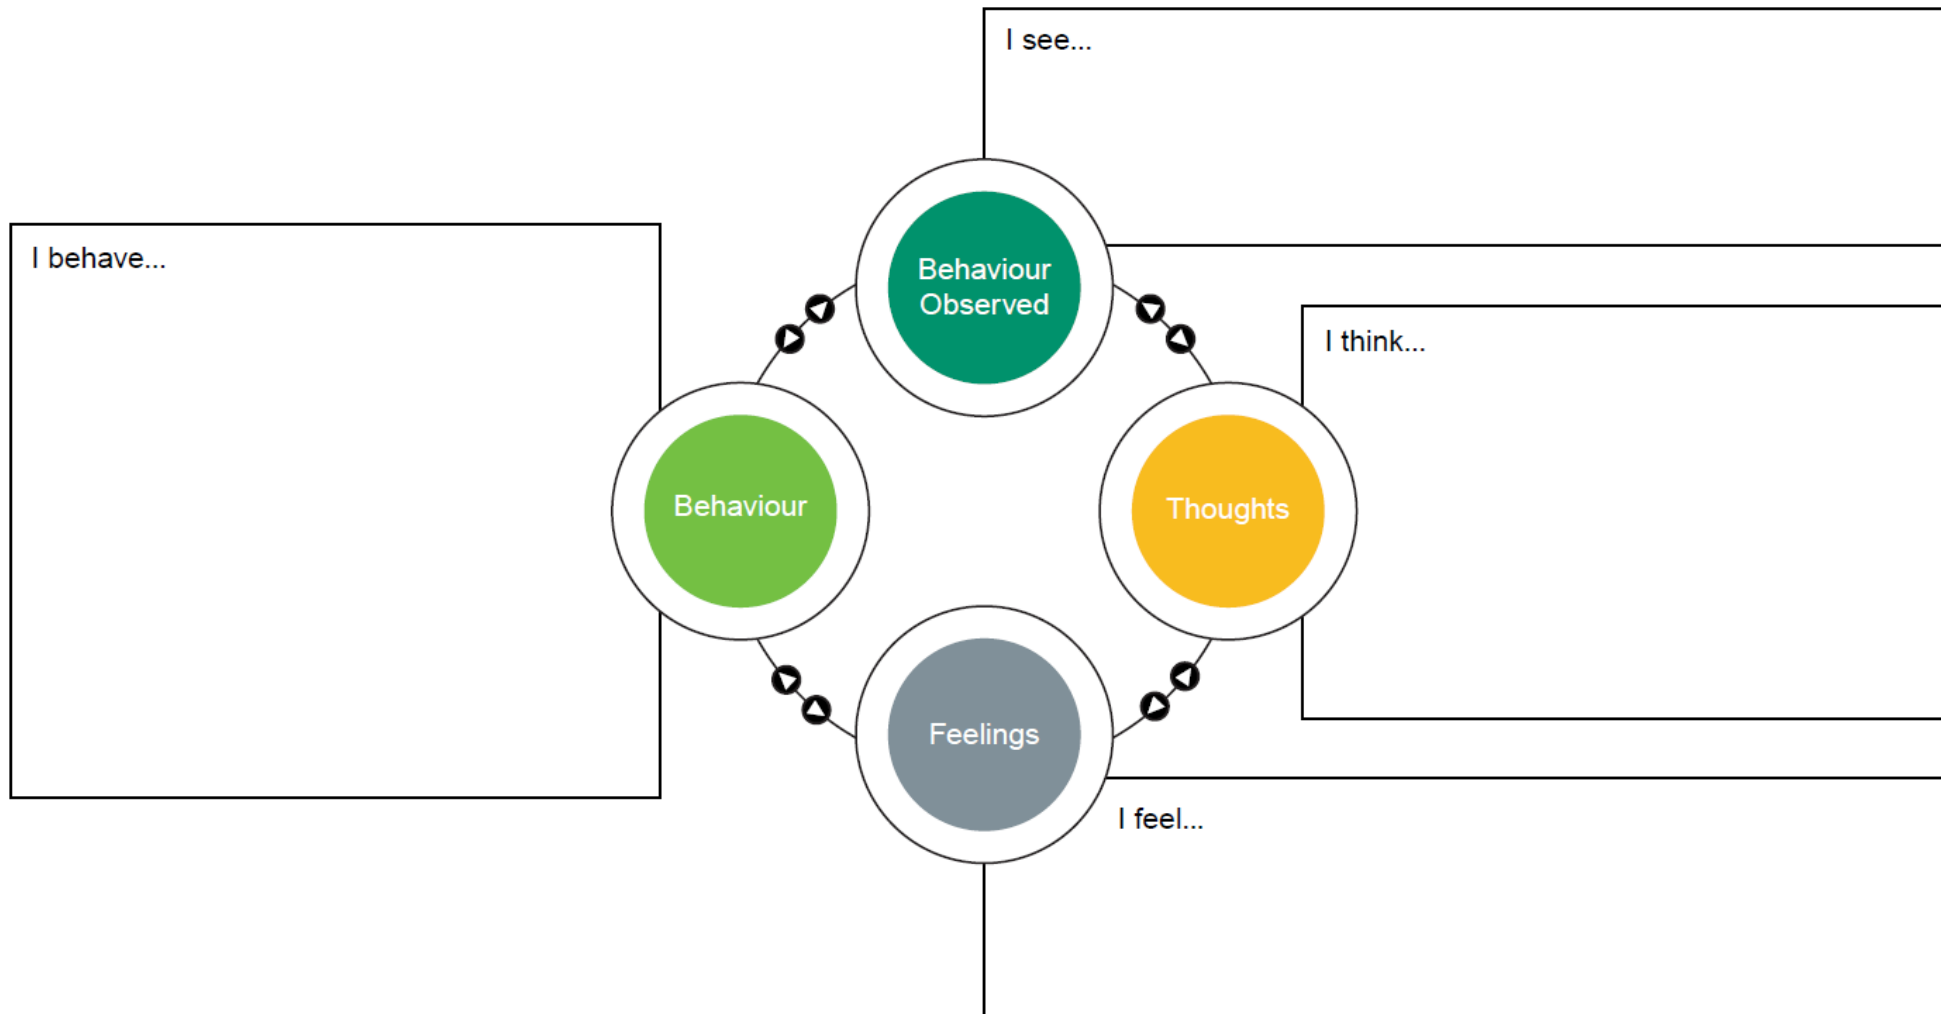 I see...
I behave...
Behaviour
Observed
I think...
Behaviour
Thoughts
Feelings
I feel...